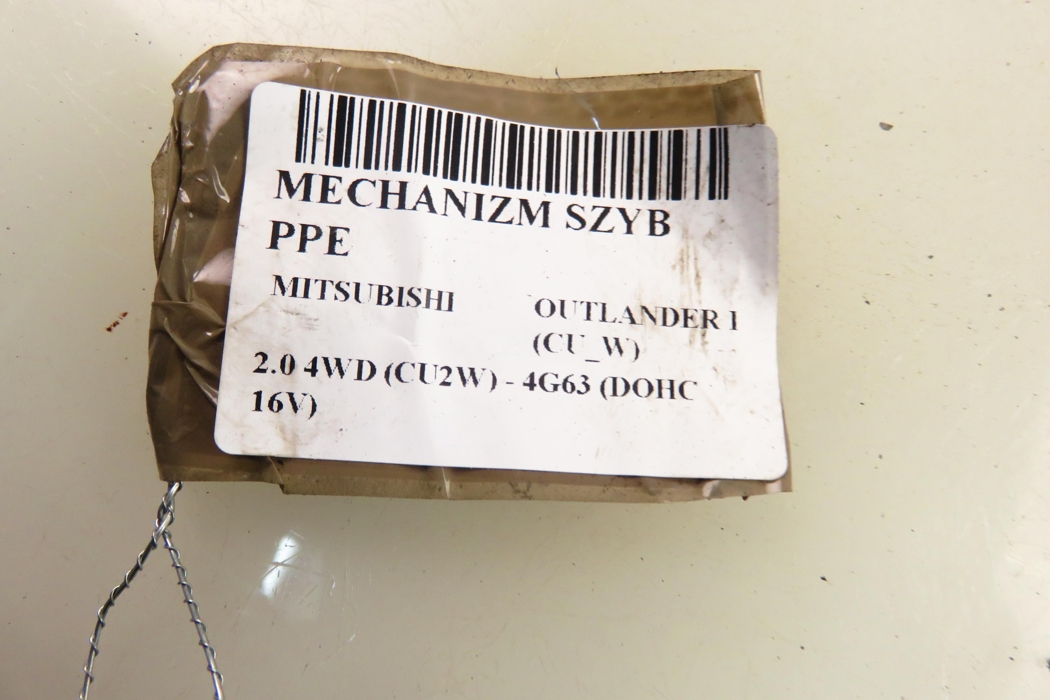 MECHANIZM SZYB
PPE
MITSUBISHI OUTLANDER I
(CU_W)
2.0 4WD (CU2W) - 4G63 (DOHC
16V)